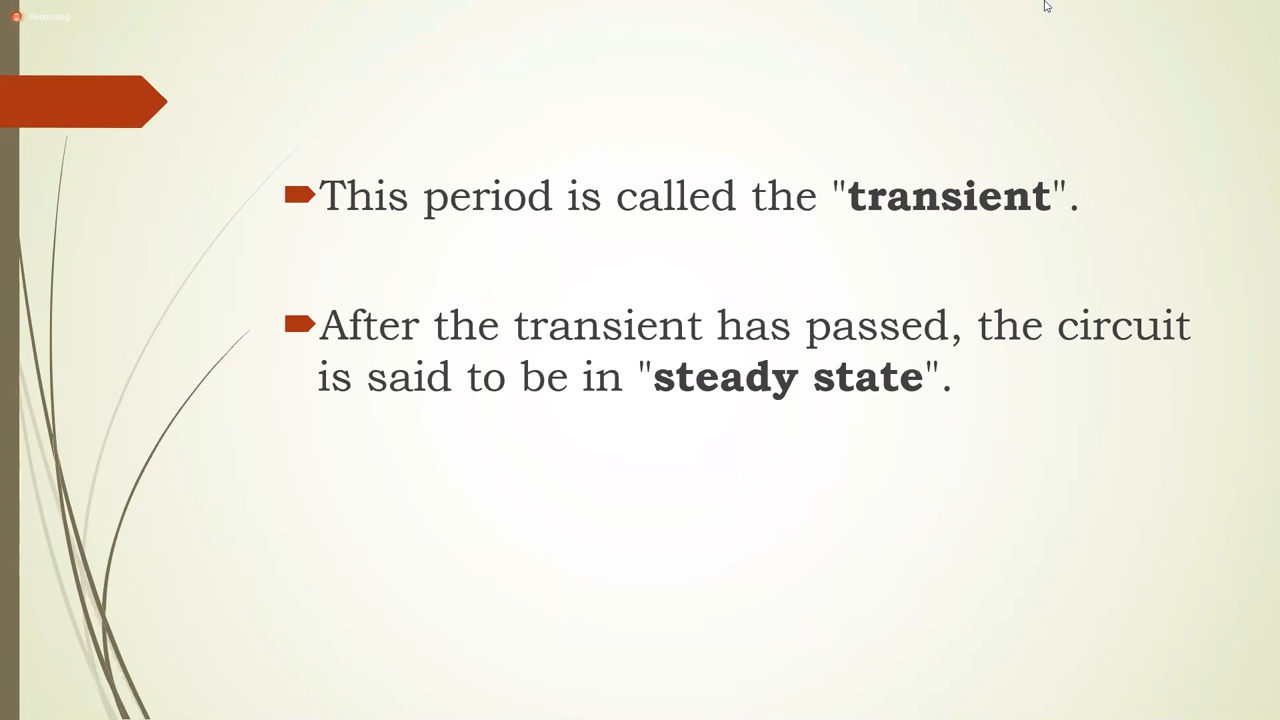 Recording
This period is called the "transient".
After the transient has passed, the circuit
is said to be in "steady state".